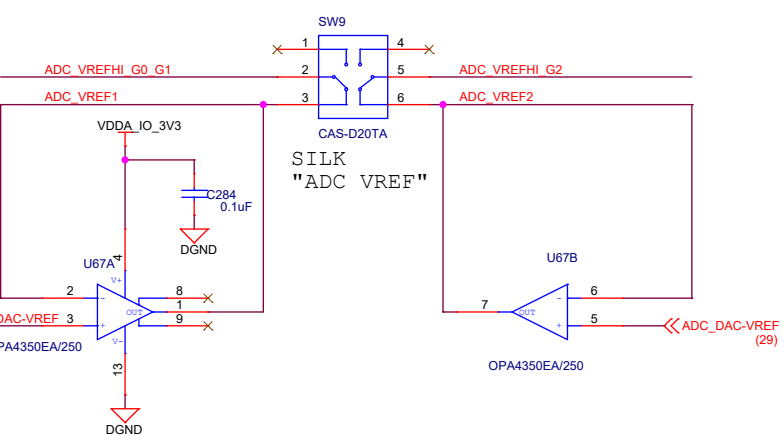 SW9
1 4
ADC_VREFHI_G0_G1 2 5 ADC_VREFHI_G2
ADC_VREF1 3 6 ADC_VREF2
VDDA_IO_3V3
CAS-D20TA
SILK
"ADC VREF"
C284
0.1uF
DGND
U67A 4
U67B
V+
2 - 8
OUT 1
DAC-VREF 3 + 9
V-
PA4350EA/250
13
DGND
6 -
7 OUT
5 + ADC_DAC-VREF
(29)
OPA4350EA/250